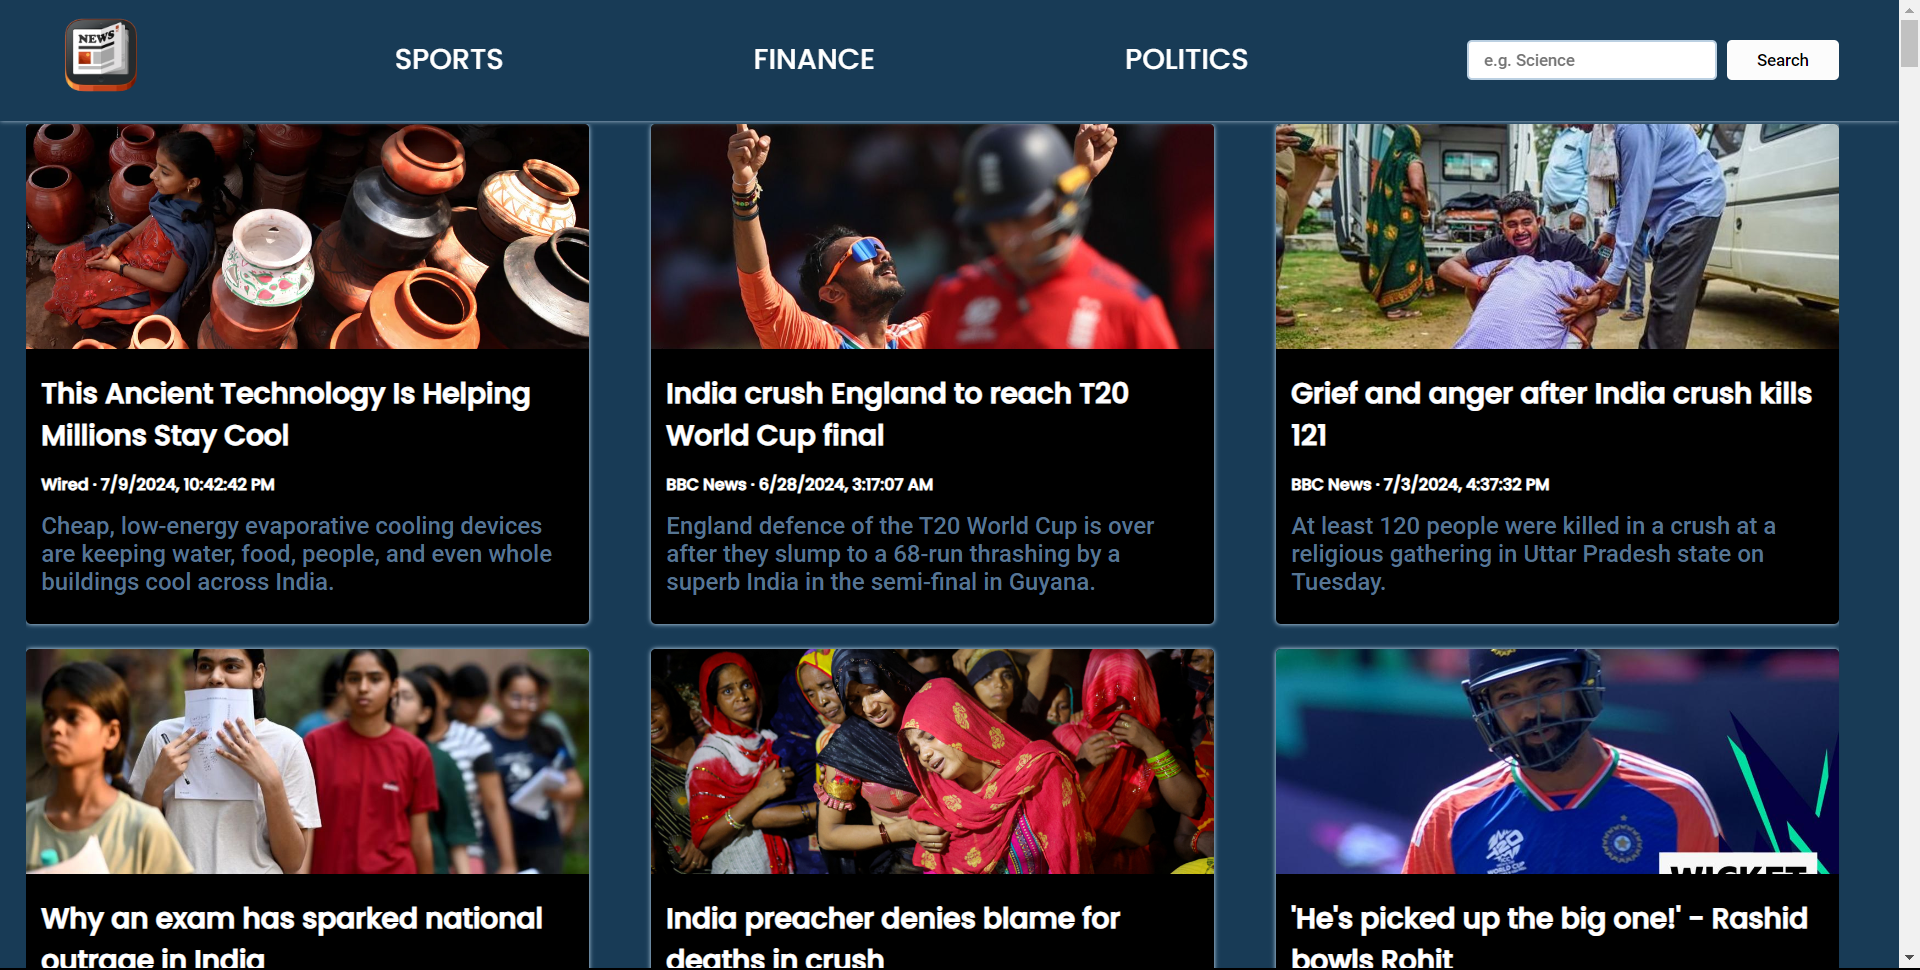 NEWS
SPORTS
FINANCE
POLITICS
e.g. Science
Search
This Ancient Technology Is Helping
Millions Stay Cool
Wired · 7/9/2024, 10:42:42 PM
Cheap, low-energy evaporative cooling devices
are keeping water, food, people, and even whole
buildings cool across India.
India crush England to reach T20
World Cup final
BBC News · 6/28/2024, 3:17:07 AM
England defence of the T20 World Cup is over
after they slump to a 68-run thrashing by a
superb India in the semi-final in Guyana.
Grief and anger after India crush kills
121
BBC News · 7/3/2024, 4:37:32 PM
At least 120 people were killed in a crush at a
religious gathering in Uttar Pradesh state on
Tuesday.
Why an exam has sparked national
outrage in India
India preacher denies blame for
deaths in crush
WICKET
'He's picked up the big one!' - Rashid
bowls Rohit